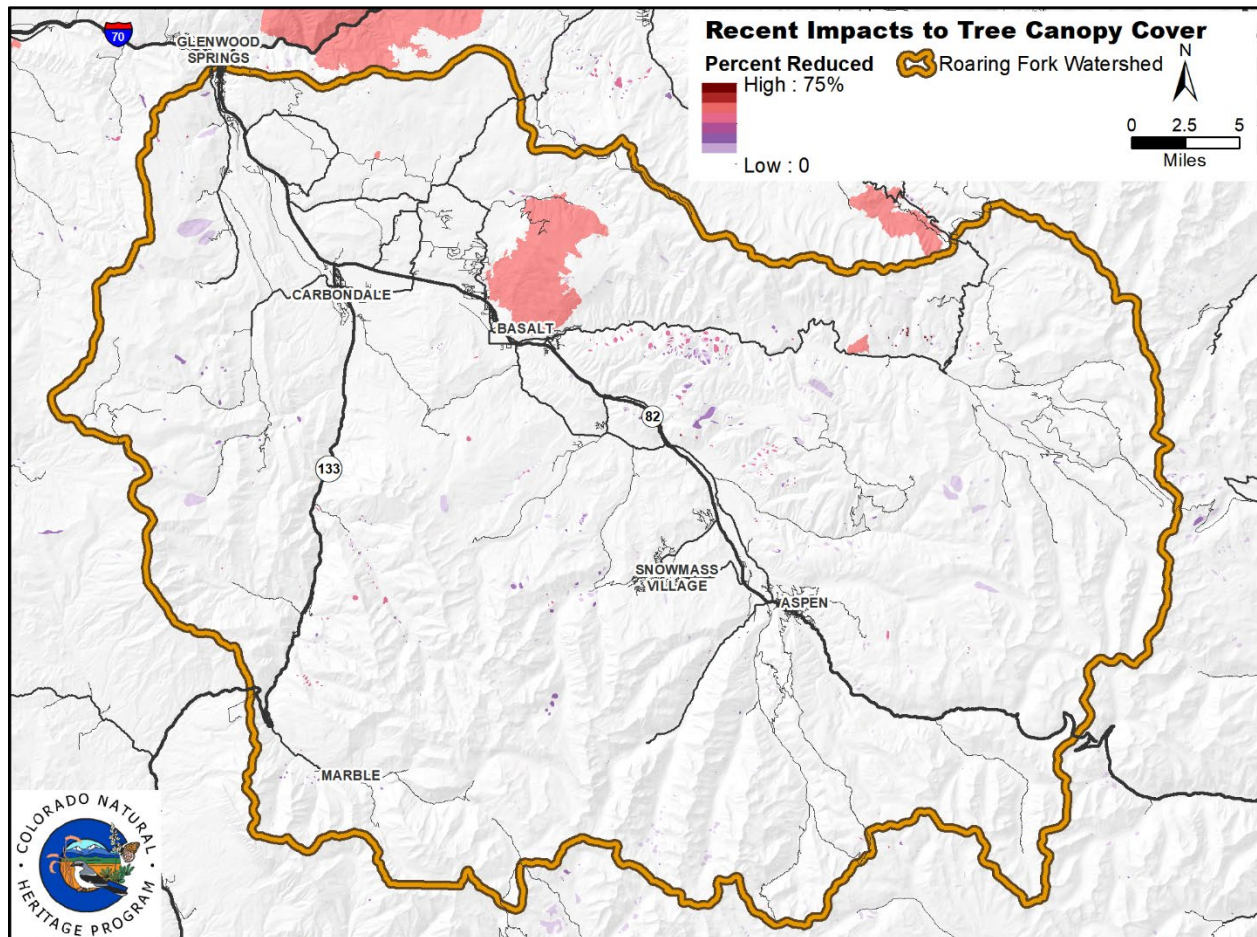 Recent Impacts to Tree Canopy Cover
Percent Reduced
High : 75%
Low : 0
Roaring Fork Watershed
N
0 2.5 5
Miles
70
GLENWOOD
SPRINGS
CARBONDALE
BASALT
82
133
SNOWMASS
VILLAGE
ASPEN
MARBLE
COLORADO NATURAL
HERITAGE PROGRAM